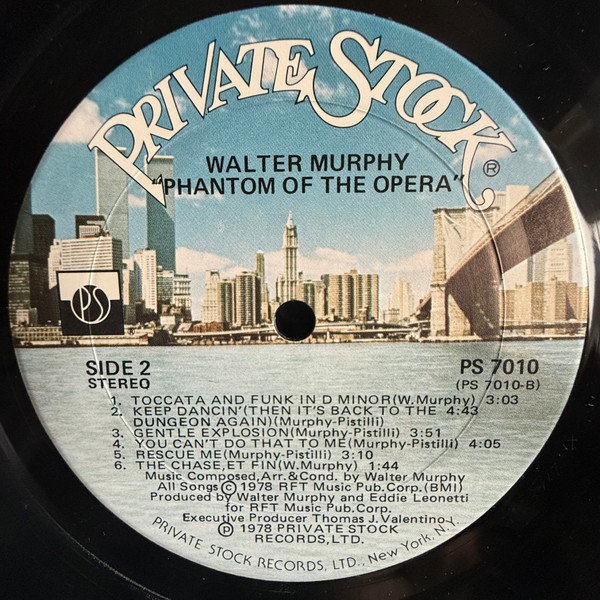 PRIVATE STOCK ®
WALTER MURPHY
"PHANTOM OF THE OPERA"
PS
SIDE 2
STEREO
PS 7010
(PS 7010-B)
1. TOCCATA AND FUNK IN D MINOR(W.Murphy) 3:03
2. KEEP DANCIN'(THEN IT'S BACK TO THE 4:43
DUNGEON AGAIN)(Murphy-Pistilli)
3. GENTLE EXPLOSION(Murphy-Pistilli) 3:51
4. YOU CAN'T DO THAT TO ME(Murphy-Pistilli) 4:05
5. RESCUE ME(Murphy-Pistilli) 3:10
6. THE CHASE,ET FIN(W.Murphy) 1:44
Music Composed,Arr.& Cond. by Walter Murphy
All Songs © 1978 RFT Music Pub.Corp.(BMI)
Produced by Walter Murphy and Eddie Leonetti
for RFT Music Pub.Corp.
Executive Producer Thomas J.Valentino
℗ 1978 PRIVATE STOCK
RECORDS,LTD.
PRIVATE STOCK RECORDS, LTD., New York, N.Y.